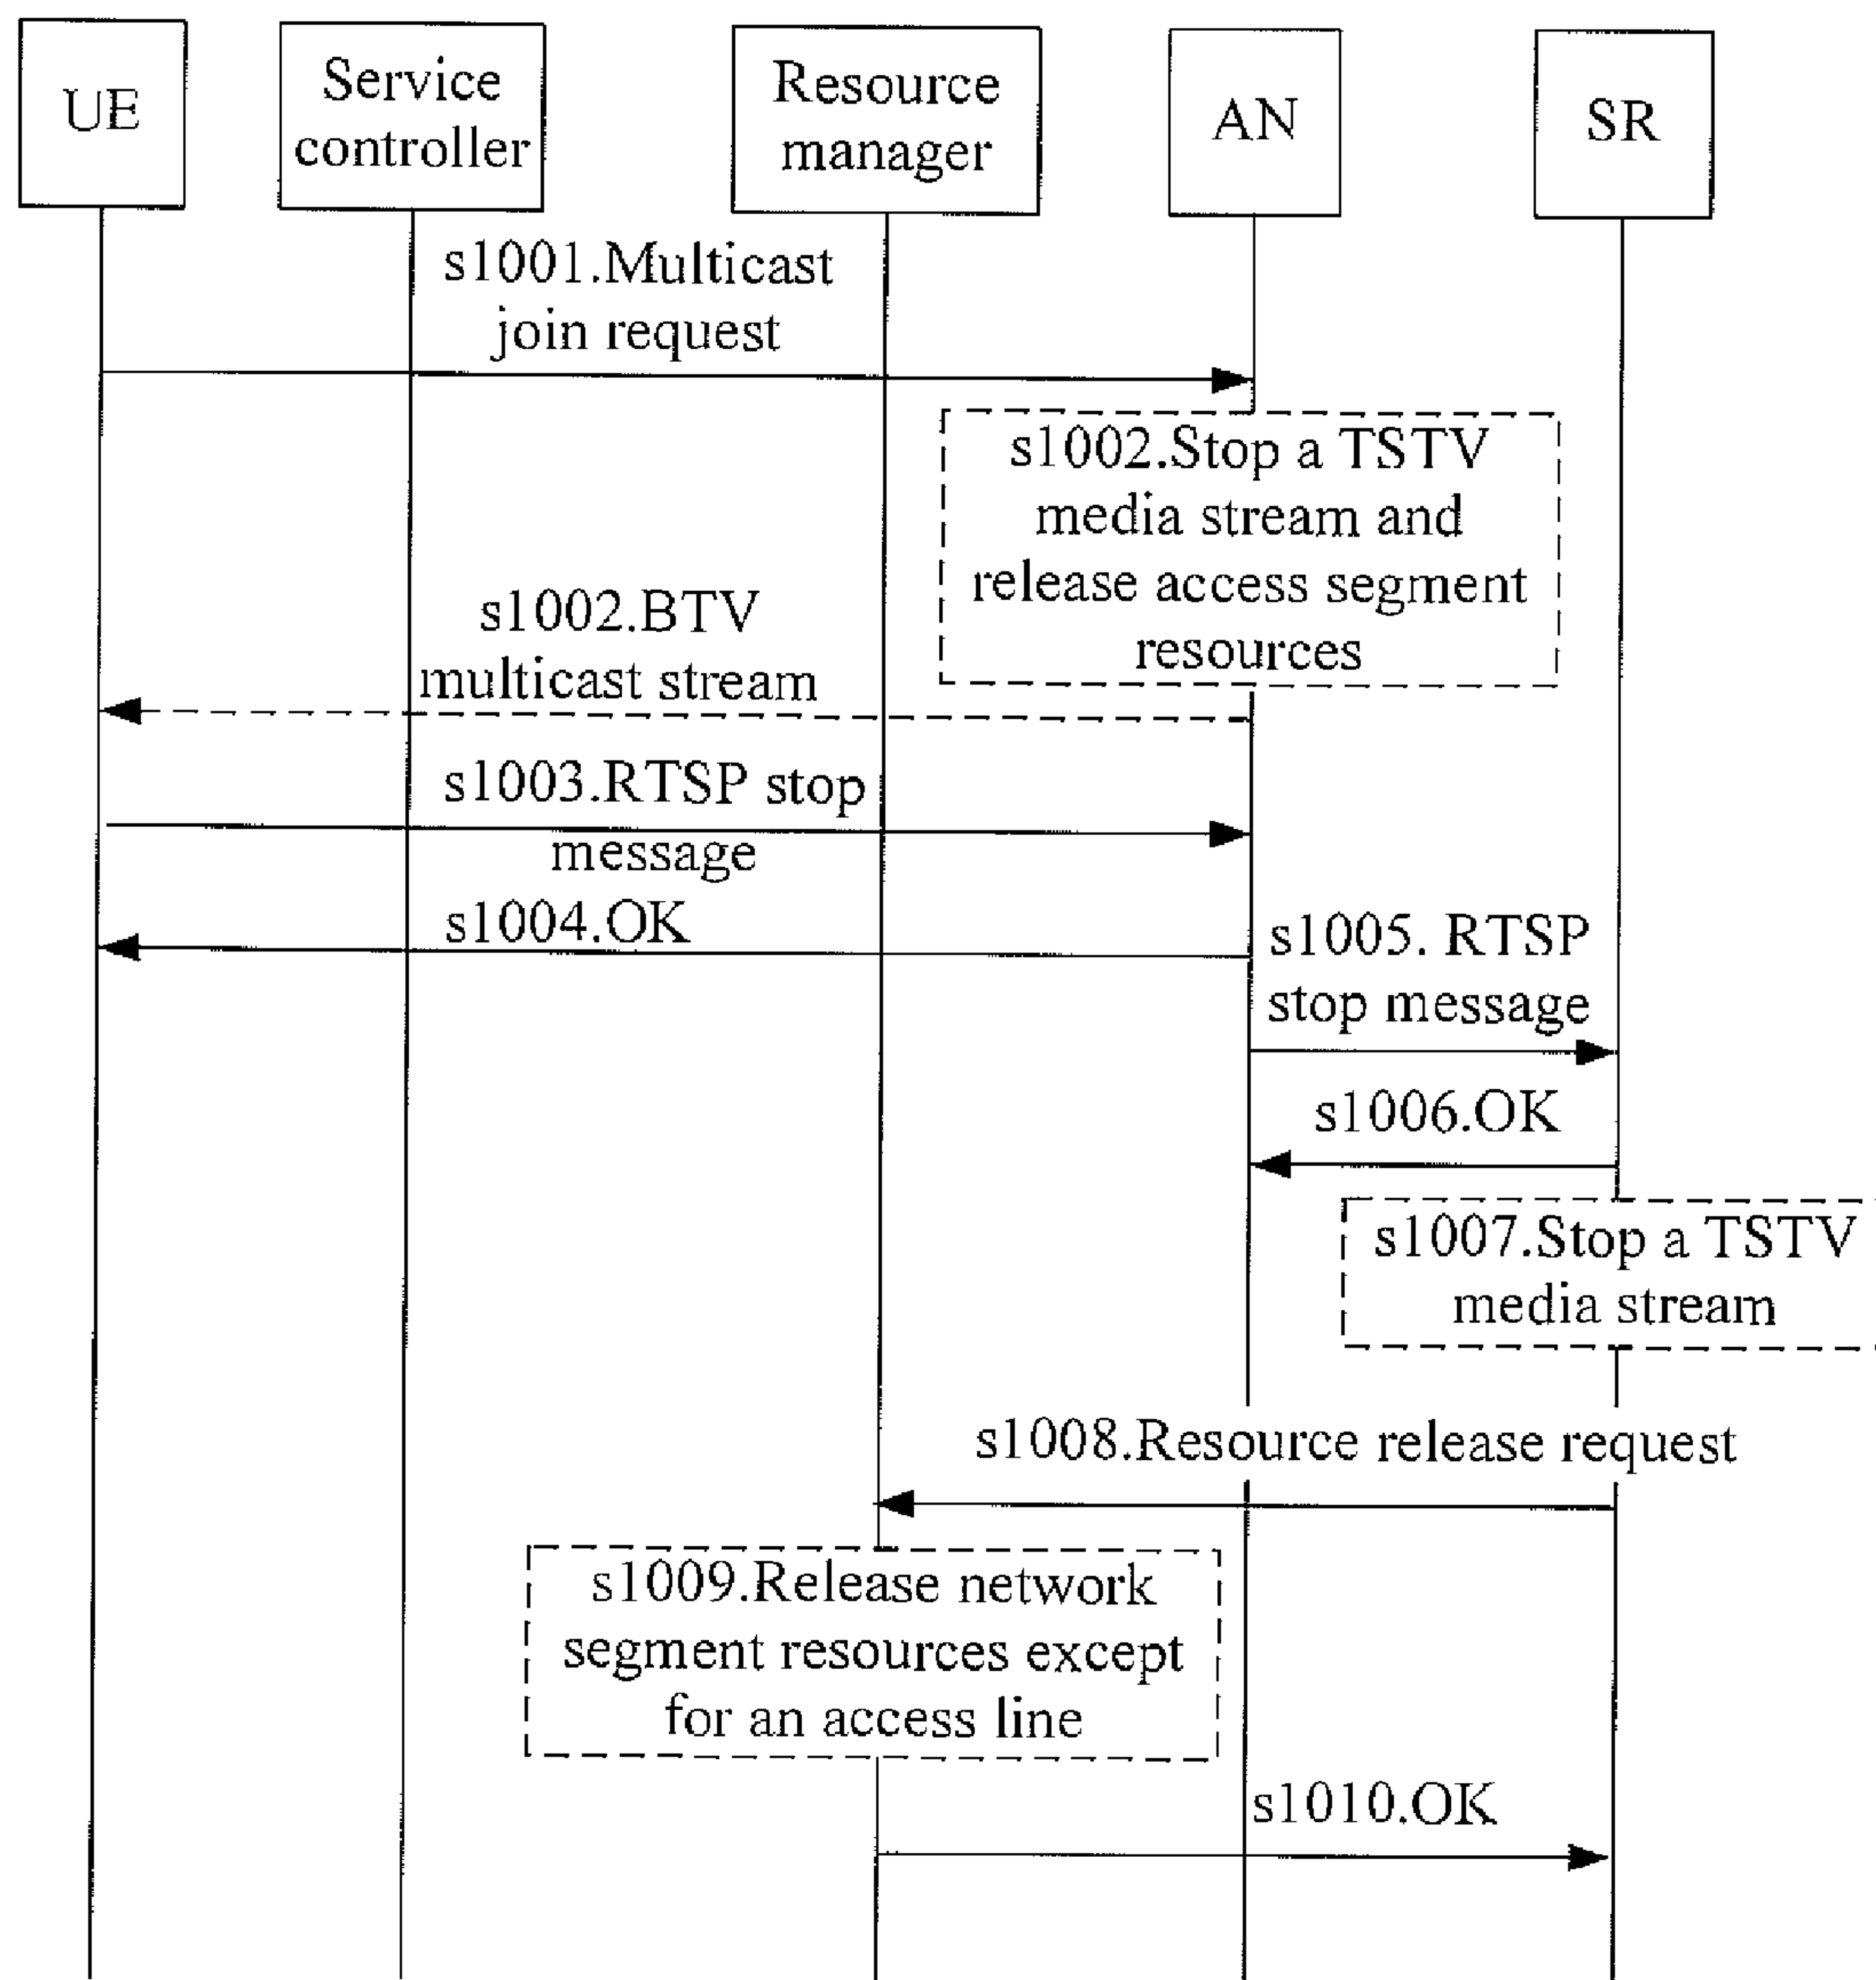 UE
Service
controller
Resource
manager
AN
SR
s1001.Multicast
join request
s1002.Stop a TSTV
media stream and
release access segment
resources
s1002.BTV
multicast stream
s1003.RTSP stop
message
s1004.OK
s1005. RTSP
stop message
s1006.OK
s1007.Stop a TSTV
media stream
s1008.Resource release request
s1009.Release network
segment resources except
for an access line
s1010.OK